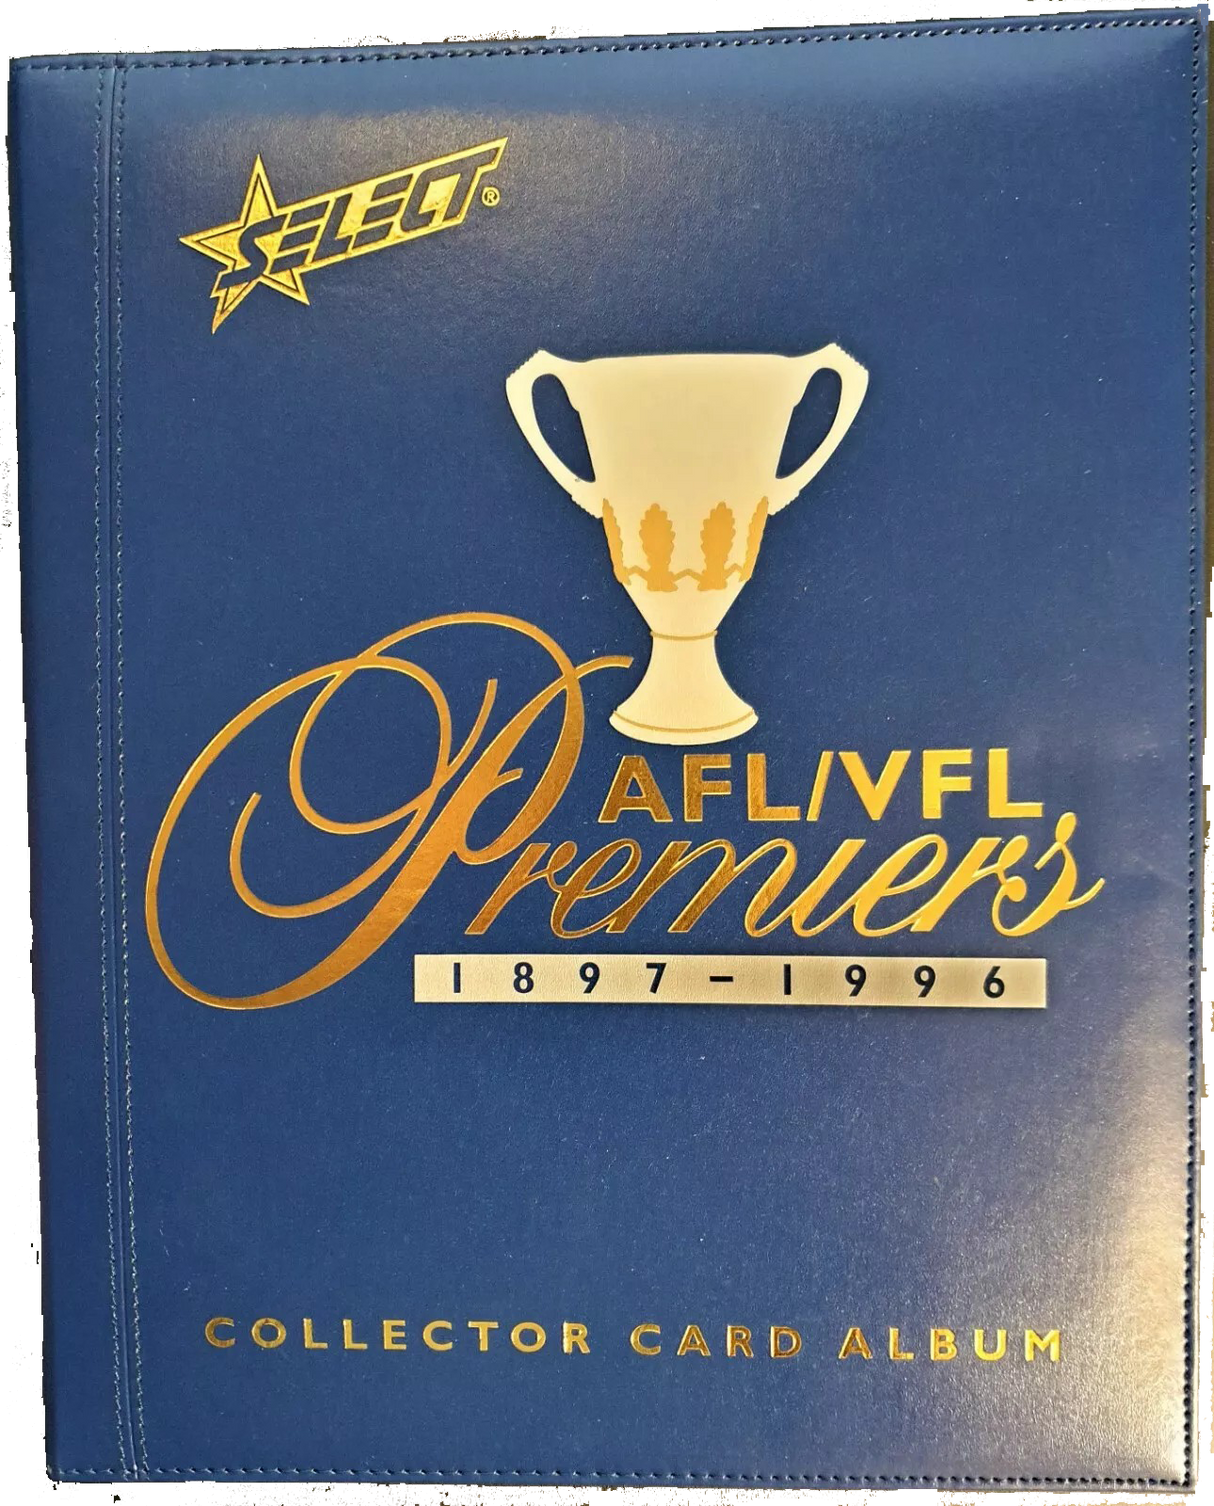 SELECT®
AFL/VFL
Premiers
1897-1996
COLLECTOR CARD ALBUM